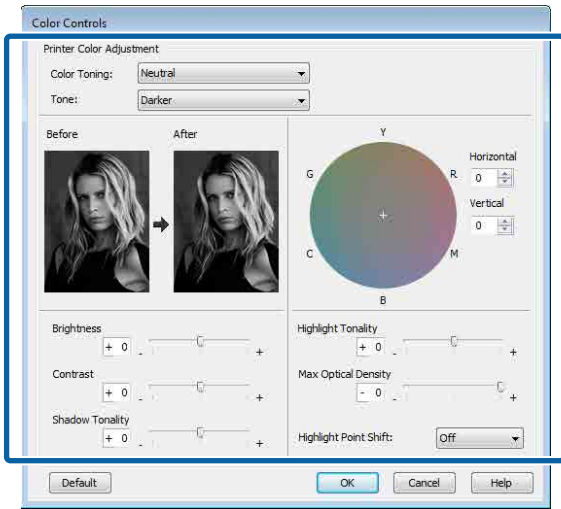 Color Controls
Printer Color Adjustment
Color Toning: Neutral
Tone: Darker
Before After
Y
G R
C M
B
Horizontal
0
Vertical
0
Brightness
+ 0 - +
Contrast
+ 0 - +
Shadow Tonality
+ 0 - +
Highlight Tonality
+ 0 - +
Max Optical Density
- 0 - +
Highlight Point Shift: Off
Default OK Cancel Help